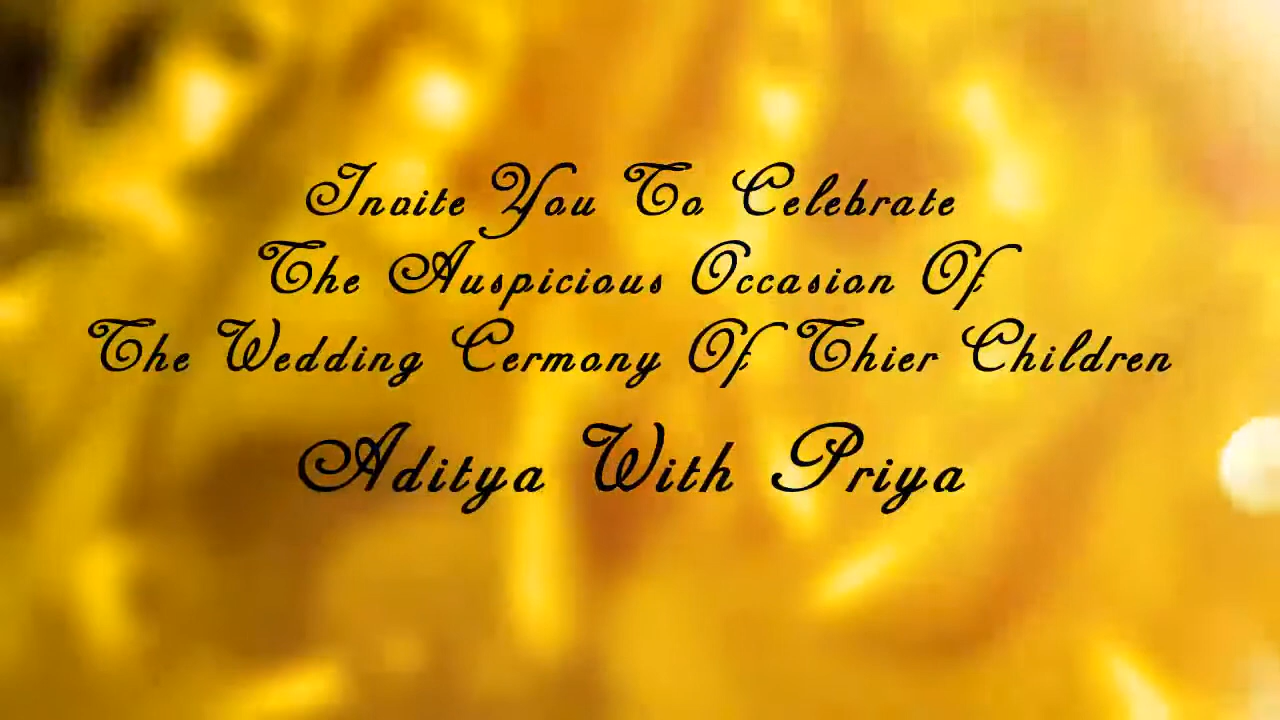 Invite You To Celebrate
The Auspicious Occasion Of
The Wedding Cermony Of Thier Children
Aditya With Priya